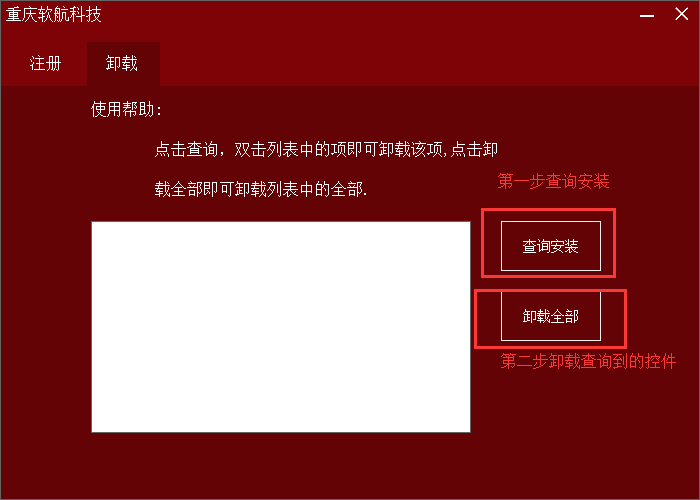 重庆软航科技
注册 卸载
使用帮助:
点击查询，双击列表中的项即可卸载该项,点击卸
载全部即可卸载列表中的全部.
第一步查询安装
查询安装
卸载全部
第二步卸载查询到的控件